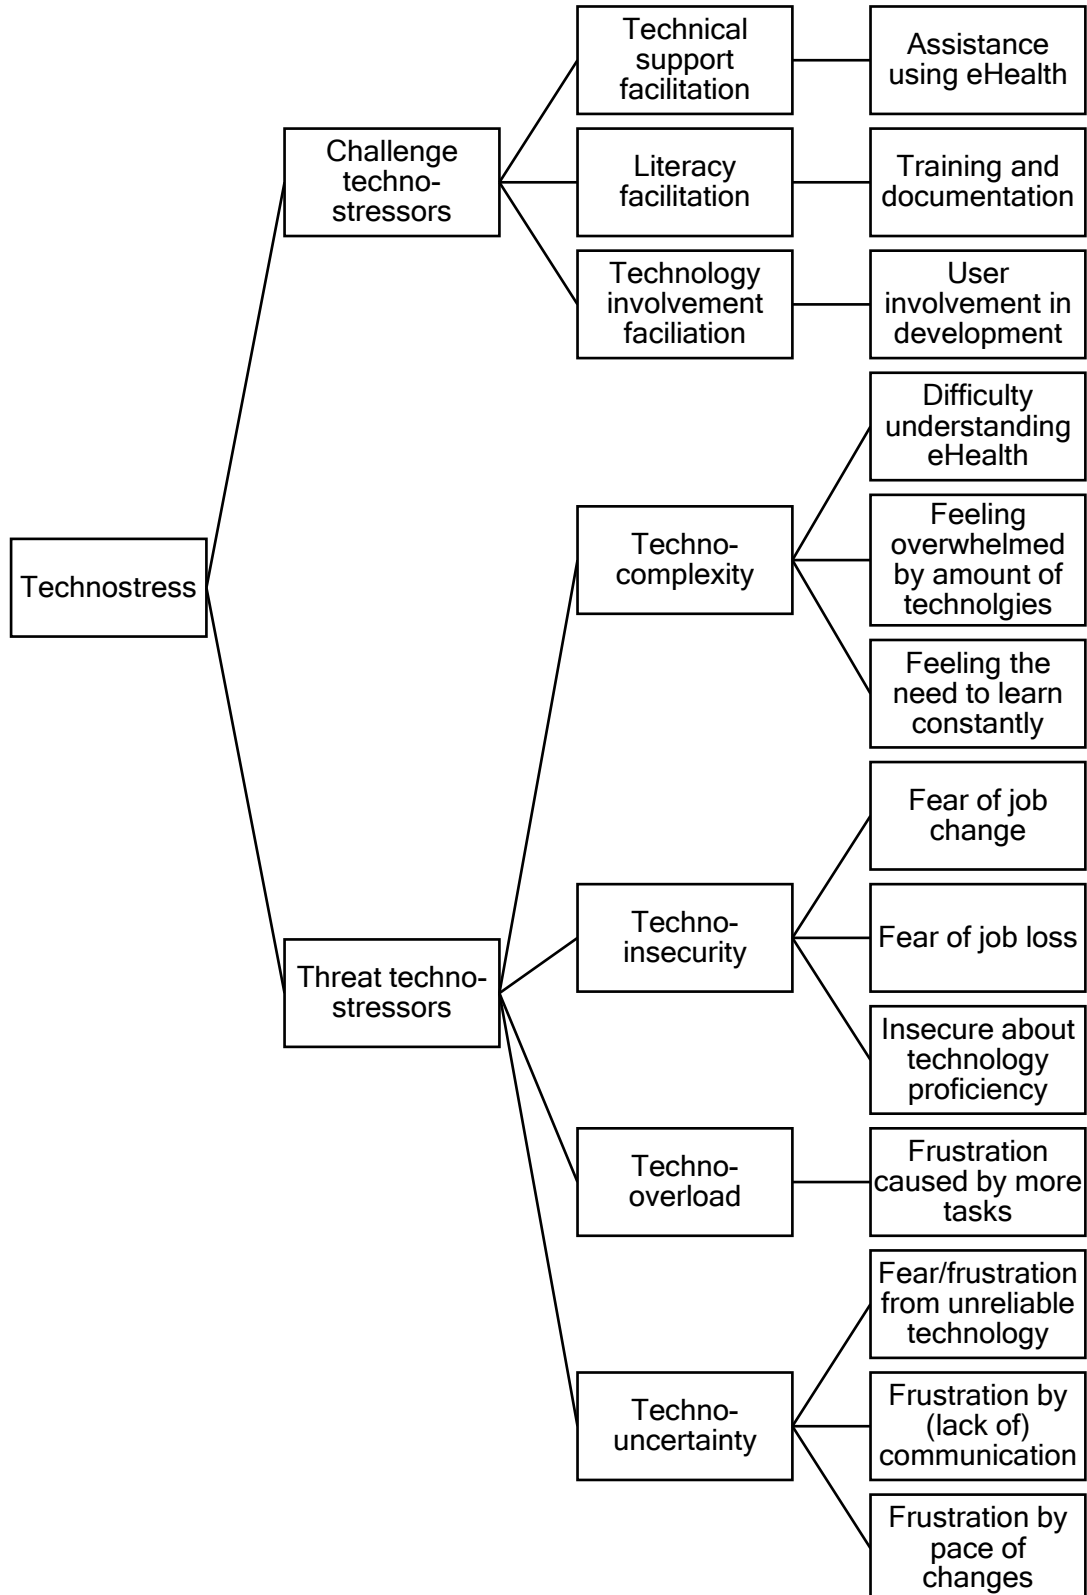 Technical
support
facilitation
Assistance
using eHealth
Challenge
techno-
stressors
Literacy
facilitation
Training and
documentation
Technology
involvement
faciliation
User
involvement in
development
Difficulty
understanding
eHealth
Technostress
Techno-
complexity
Feeling
overwhelmed
by amount of
technolgies
Feeling the
need to learn
constantly
Fear of job
change
Threat techno-
stressors
Techno-
insecurity
Fear of job loss
Insecure about
technology
proficiency
Techno-
overload
Frustration
caused by more
tasks
Fear/frustration
from unreliable
technology
Techno-
uncertainty
Frustration by
(lack of)
communication
Frustration by
pace of
changes